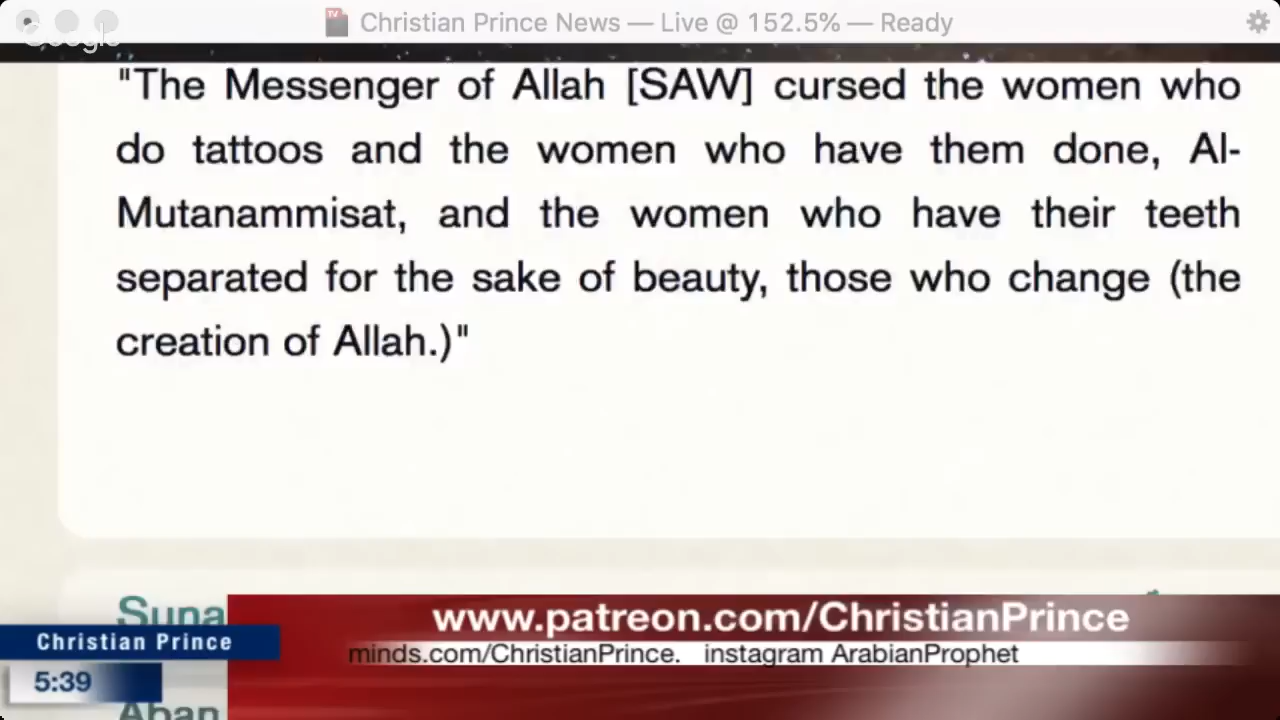 Christian Prince News — Live @ 152.5% — Ready
Google
"The Messenger of Allah [SAW] cursed the women who
do tattoos and the women who have them done, Al-
Mutanammisat, and the women who have their teeth
separated for the sake of beauty, those who change (the
creation of Allah.)"
Suna
www.patreon.com/ChristianPrince
Christian Prince
minds.com/ChristianPrince. instagram ArabianProphet
5:39
Aban